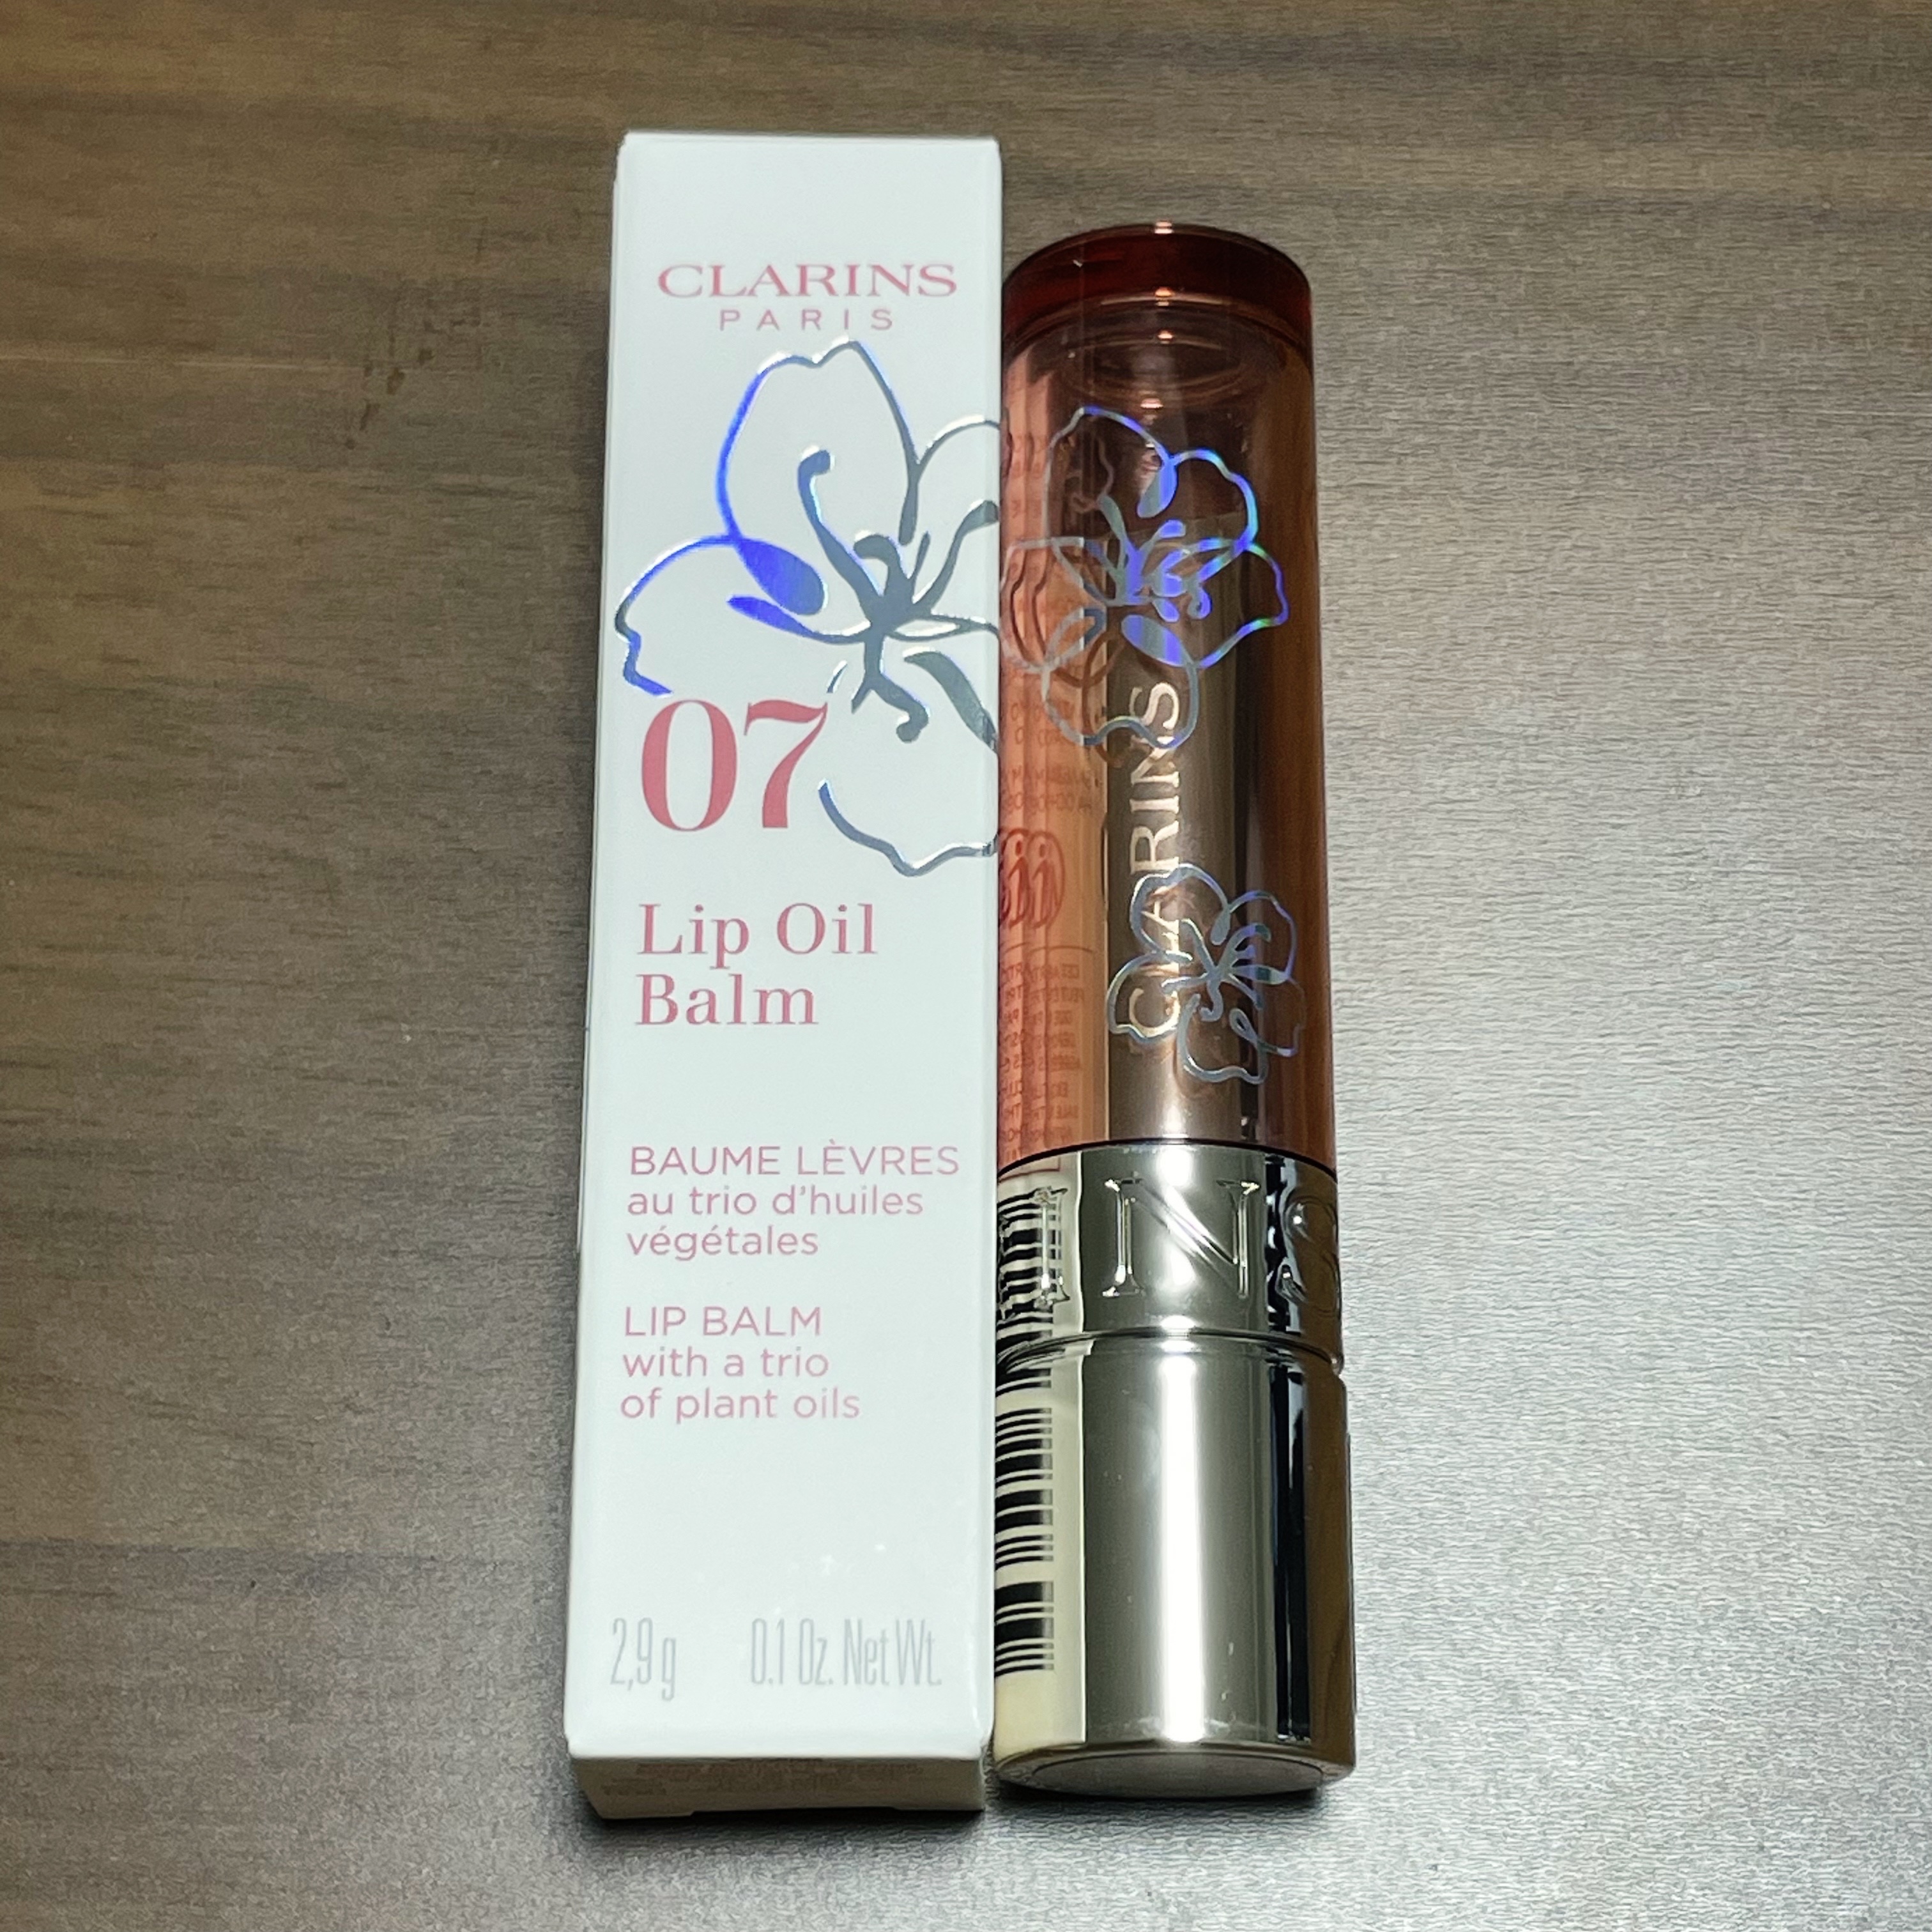 CLARINS
PARIS
07
Lip Oil
Balm
BAUME LÈVRES
au trio d'huiles
végétales
LIP BALM
with a trio
of plant oils
2,9 g 0.1 Oz. Net Wt.
CLARINS
INS